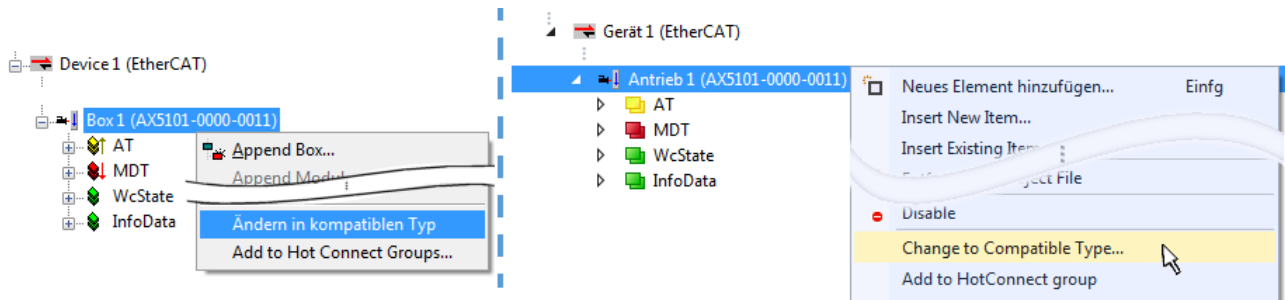 Device 1 (EtherCAT)
Box 1 (AX5101-0000-0011)
AT
MDT
WcState
InfoData
Append Box...
Append Modul
Ändern in kompatiblen Typ
Add to Hot Connect Groups...
Gerät 1 (EtherCAT)
Antrieb 1 (AX5101-0000-0011)
AT
MDT
WcState
InfoData
Neues Element hinzufügen... Einfg
Insert New Item...
Insert Existing Item
ject File
Disable
Change to Compatible Type...
Add to HotConnect group